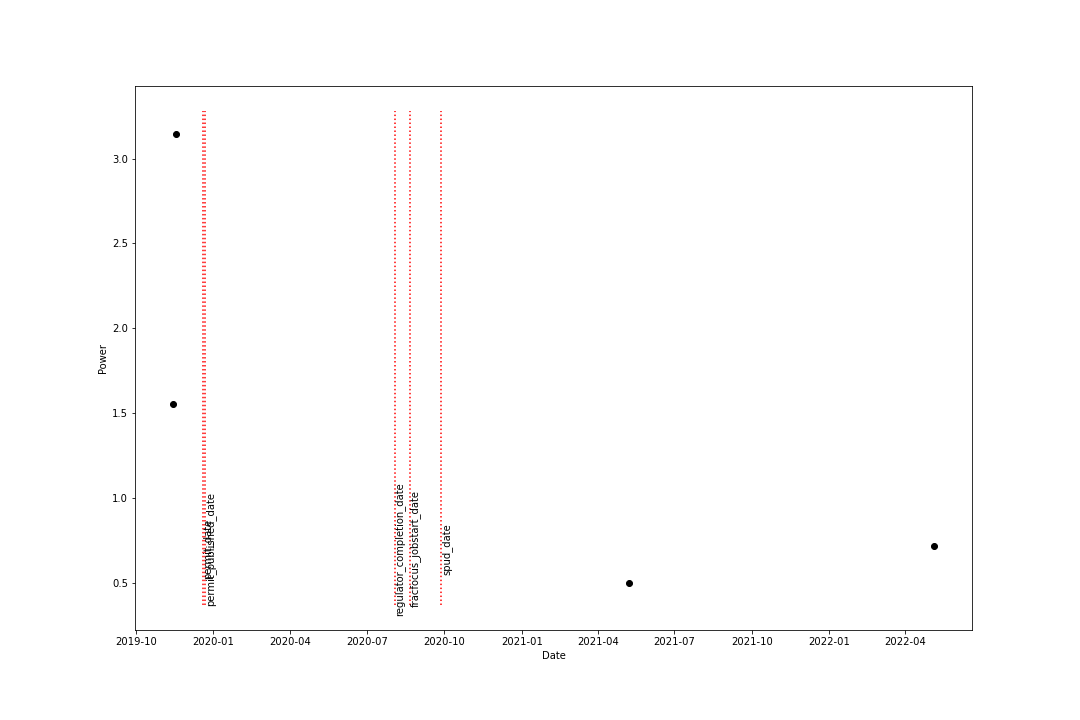 3.0
2.5
2.0
1.5
1.0
0.5
Power
permit_published_date
regulator_completion_date
fracfocus_jobstart_date
spud_date
2019-10
2020-01
2020-04
2020-07
2020-10
2021-01
2021-04
2021-07
2021-10
2022-01
2022-04
Date